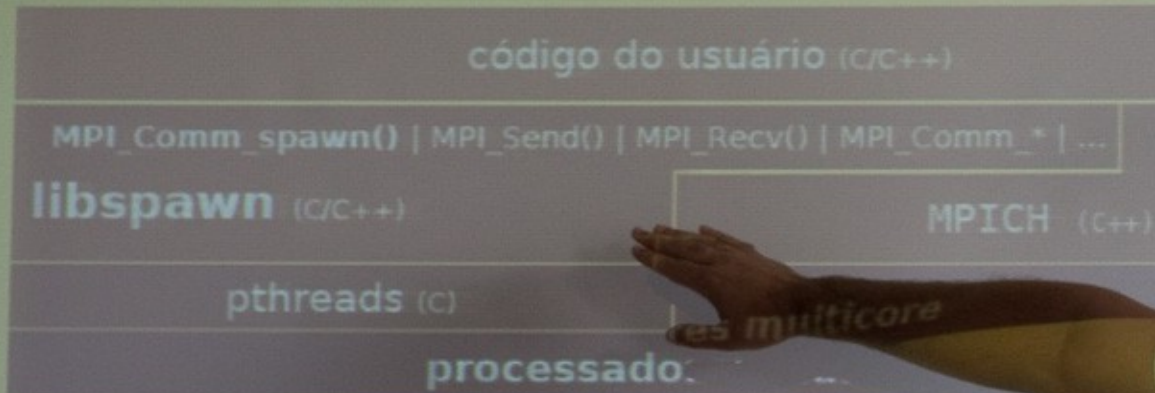 código do usuário (C/C++)
MPI_Comm_spawn() | MPI_Send() | MPI_Recv() | MPI_Comm_* | ...
libspawn (C/C++)
MPICH (C++)
pthreads (C)
processado
es multicore